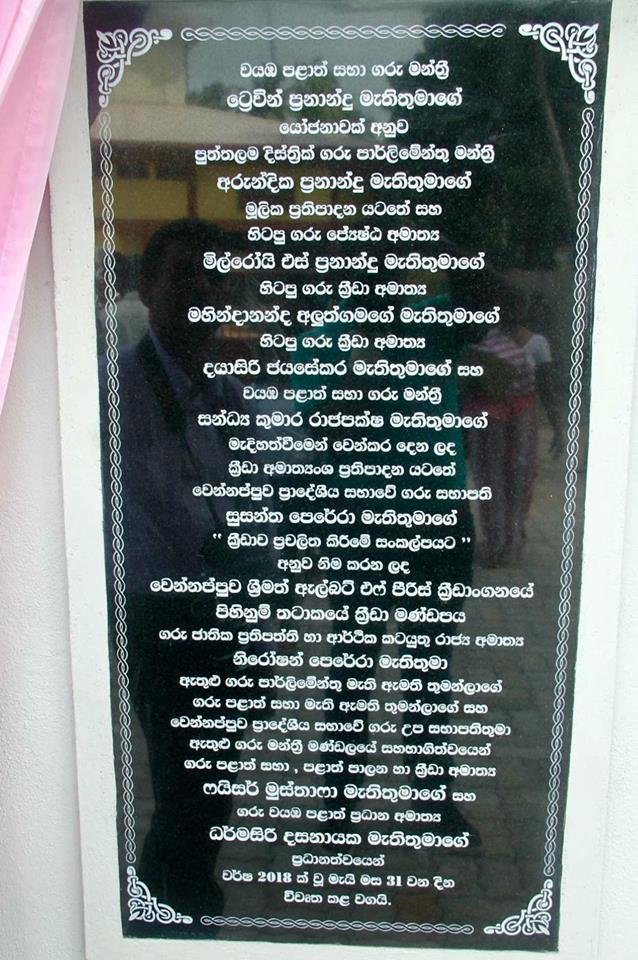 වයඹ පළාත් සභා ගරු මන්ත්‍රී
ට්‍රෙවින් ප්‍රනාන්දු මැතිතුමාගේ
යෝජනාවක් අනුව
පුත්තලම දිස්ත්‍රික් ගරු පාර්ලිමේන්තු මන්ත්‍රී
අරුන්දික ප්‍රනාන්දු මැතිතුමාගේ
මූලික ප්‍රතිපාදන යටතේ සහ
හිටපු ගරු ජ්‍යේෂ්ඨ අමාත්‍ය
මිල්රෝයි එස් ප්‍රනාන්දු මැතිතුමාගේ
හිටපු ගරු ක්‍රීඩා අමාත්‍ය
මහින්දානන්ද අලුත්ගමගේ මැතිතුමාගේ
හිටපු ගරු ක්‍රීඩා අමාත්‍ය
දයාසිරි ජයසේකර මැතිතුමාගේ සහ
වයඹ පළාත් සභා ගරු මන්ත්‍රී
සන්ධ්‍ය කුමාර රාජපක්ෂ මැතිතුමාගේ
මැදිහත්වීමෙන් වෙන්කර දෙන ලද
ක්‍රීඩා අමාත්‍යංශ ප්‍රතිපාදන යටතේ
වෙන්නප්පුව ප්‍රාදේශීය සභාවේ ගරු සභාපති
සුසන්ත පෙරේරා මැතිතුමාගේ
“ ක්‍රීඩාව ප්‍රචලිත කිරීමේ සංකල්පයට ”
අනුව නිම කරන ලද
වෙන්නප්පුව ශ්‍රීමත් ඇල්බට් එෆ් පීරිස් ක්‍රීඩාංගනයේ
පිහිනුම් තටාකයේ ක්‍රීඩා මණ්ඩපය
ගරු ජාතික ප්‍රතිපත්ති හා ආර්ථික කටයුතු රාජ්‍ය අමාත්‍ය
නිරෝෂන් පෙරේරා මැතිතුමා
ඇතුළු ගරු පාර්ලිමේන්තු මැති ඇමති තුමන්ලාගේ
ගරු පළාත් සභා මැති ඇමති තුමන්ලාගේ සහ
වෙන්නප්පුව ප්‍රාදේශීය සභාවේ ගරු උප සභාපතිතුමා
ඇතුළු ගරු මන්ත්‍රී මණ්ඩලයේ සහභාගිත්වයෙන්
ගරු පළාත් සභා , පළාත් පාලන හා ක්‍රීඩා අමාත්‍ය
ෆයිසර් මුස්තාෆා මැතිතුමාගේ සහ
ගරු වයඹ පළාත් ප්‍රධාන අමාත්‍ය
ධර්මසිරි දසනායක මැතිතුමාගේ
ප්‍රධානත්වයෙන්
වර්ෂ 2018 ක් වූ මැයි මස 31 වන දින
විවෘත කළ වගයි.